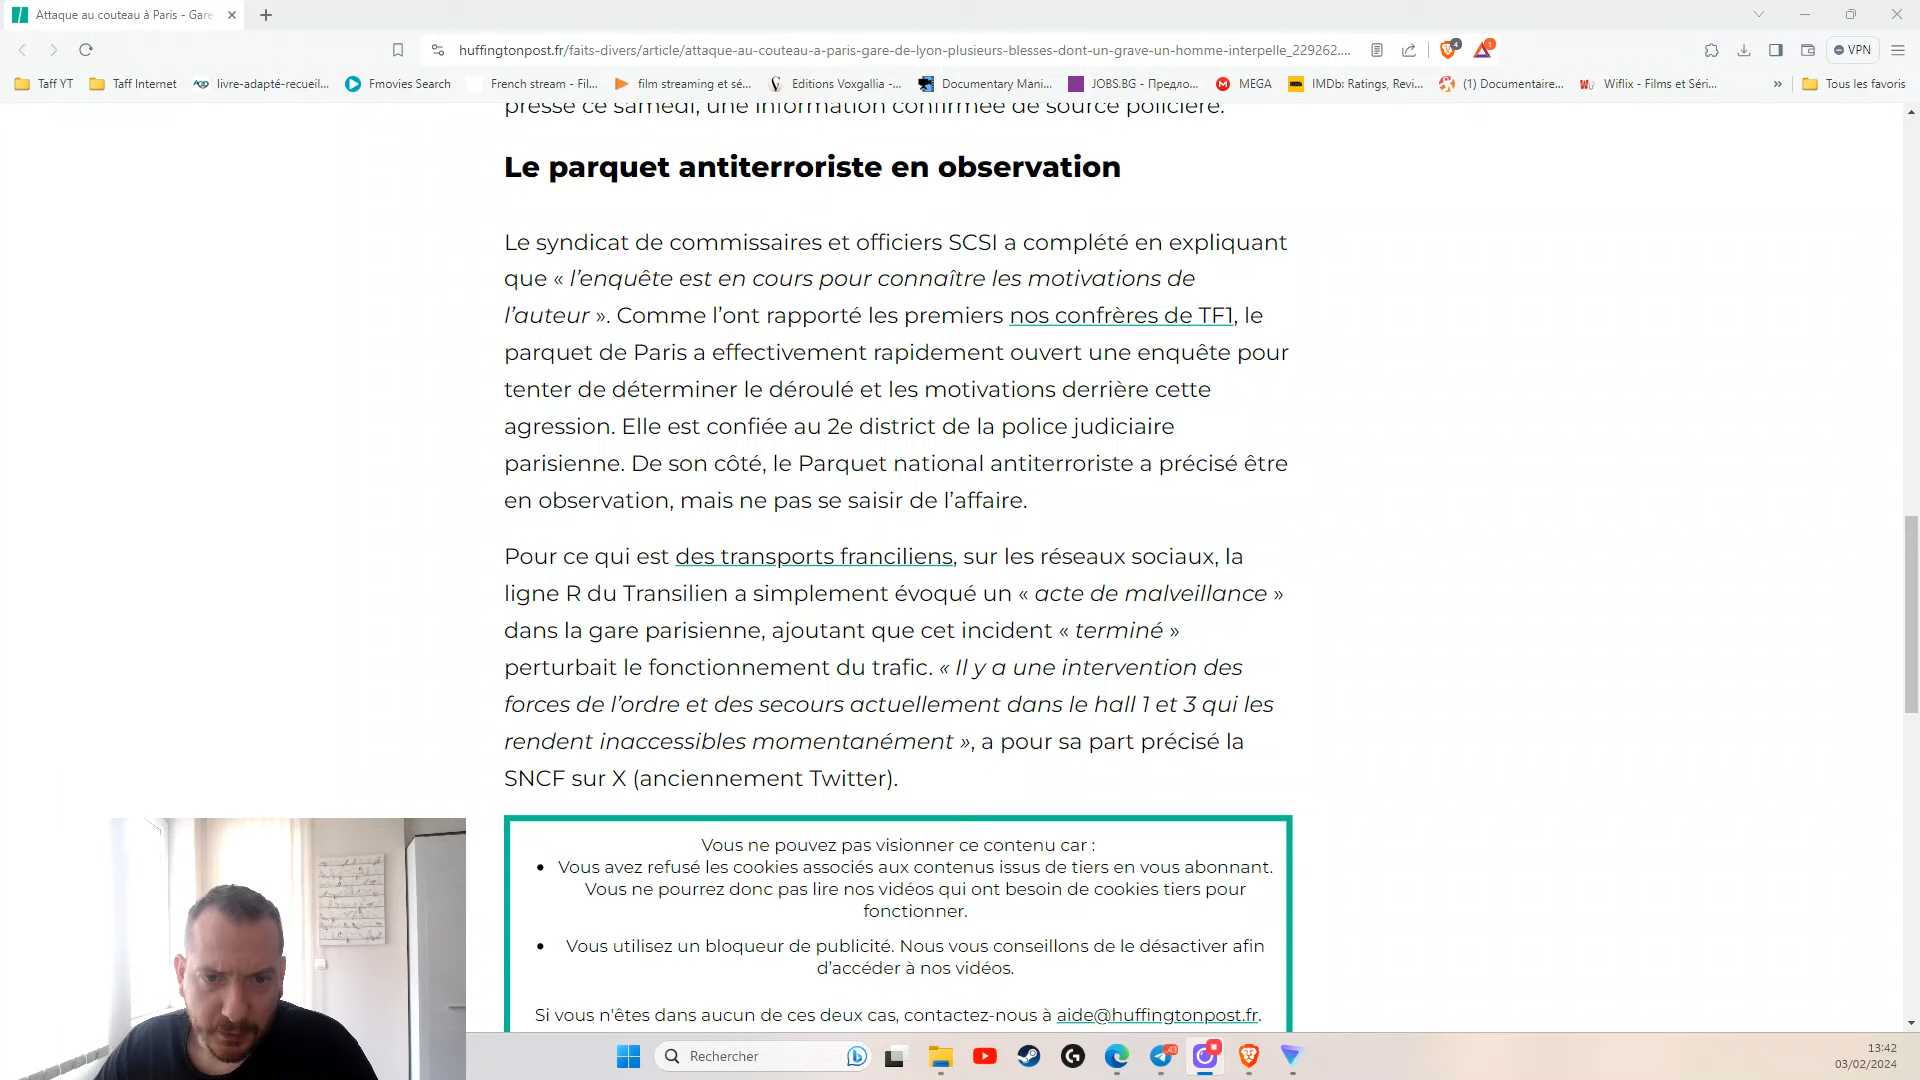 Attaque au couteau à Paris - Gare
huffingtonpost.fr/faits-divers/article/attaque-au-couteau-a-paris-gare-de-lyon-plusieurs-blesses-dont-un-grave-un-homme-interpelle_229262....
4
1
VPN
Taff YT
Taff Internet
livre-adapté-recueil...
Fmovies Search
French stream - Fil...
film streaming et sé...
Editions Voxgallia -...
Documentary Mani...
JOBS.BG - Предло...
MEGA
IMDb: Ratings, Revi...
(1) Documentaire...
Wiflix - Films et Séri...
»
Tous les favoris
presse ce samedi, une information confirmée de source policière.
Le parquet antiterroriste en observation
Le syndicat de commissaires et officiers SCSI a complété en expliquant
que « l’enquête est en cours pour connaître les motivations de
l’auteur ». Comme l’ont rapporté les premiers nos confrères de TF1, le
parquet de Paris a effectivement rapidement ouvert une enquête pour
tenter de déterminer le déroulé et les motivations derrière cette
agression. Elle est confiée au 2e district de la police judiciaire
parisienne. De son côté, le Parquet national antiterroriste a précisé être
en observation, mais ne pas se saisir de l’affaire.
Pour ce qui est des transports franciliens, sur les réseaux sociaux, la
ligne R du Transilien a simplement évoqué un « acte de malveillance »
dans la gare parisienne, ajoutant que cet incident « terminé »
perturbait le fonctionnement du trafic. « Il y a une intervention des
forces de l’ordre et des secours actuellement dans le hall 1 et 3 qui les
rendent inaccessibles momentanément », a pour sa part précisé la
SNCF sur X (anciennement Twitter).
Vous ne pouvez pas visionner ce contenu car :
• Vous avez refusé les cookies associés aux contenus issus de tiers en vous abonnant.
Vous ne pourrez donc pas lire nos vidéos qui ont besoin de cookies tiers pour
fonctionner.
• Vous utilisez un bloqueur de publicité. Nous vous conseillons de le désactiver afin
d’accéder à nos vidéos.
Si vous n'êtes dans aucun de ces deux cas, contactez-nous à aide@huffingtonpost.fr.
Rechercher
43
13:42
03/02/2024